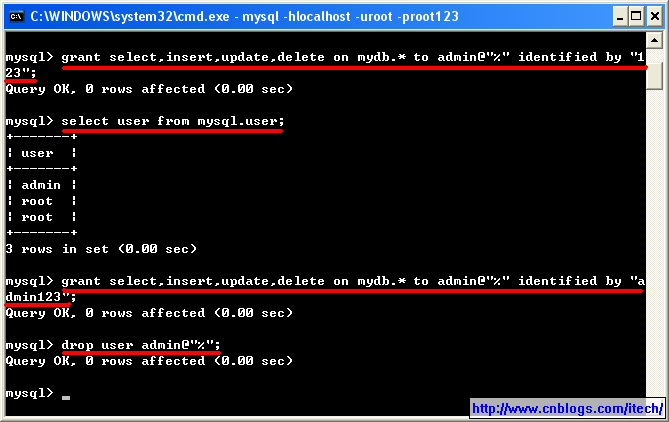 C:\WINDOWS\system32\cmd.exe - mysql -hlocalhost -uroot -proot123
mysql> grant select,insert,update,delete on mydb.* to admin@"%" identified by "1
23";
Query OK, 0 rows affected (0.00 sec)
mysql> select user from mysql.user;
+-------+
| user  |
+-------+
| admin |
| root  |
| root  |
+-------+
3 rows in set (0.00 sec)
mysql> grant select,insert,update,delete on mydb.* to admin@"%" identified by "a
dmin123";
Query OK, 0 rows affected (0.00 sec)
mysql> drop user admin@"%";
Query OK, 0 rows affected (0.00 sec)
mysql> _
http://www.cnblogs.com/itech/